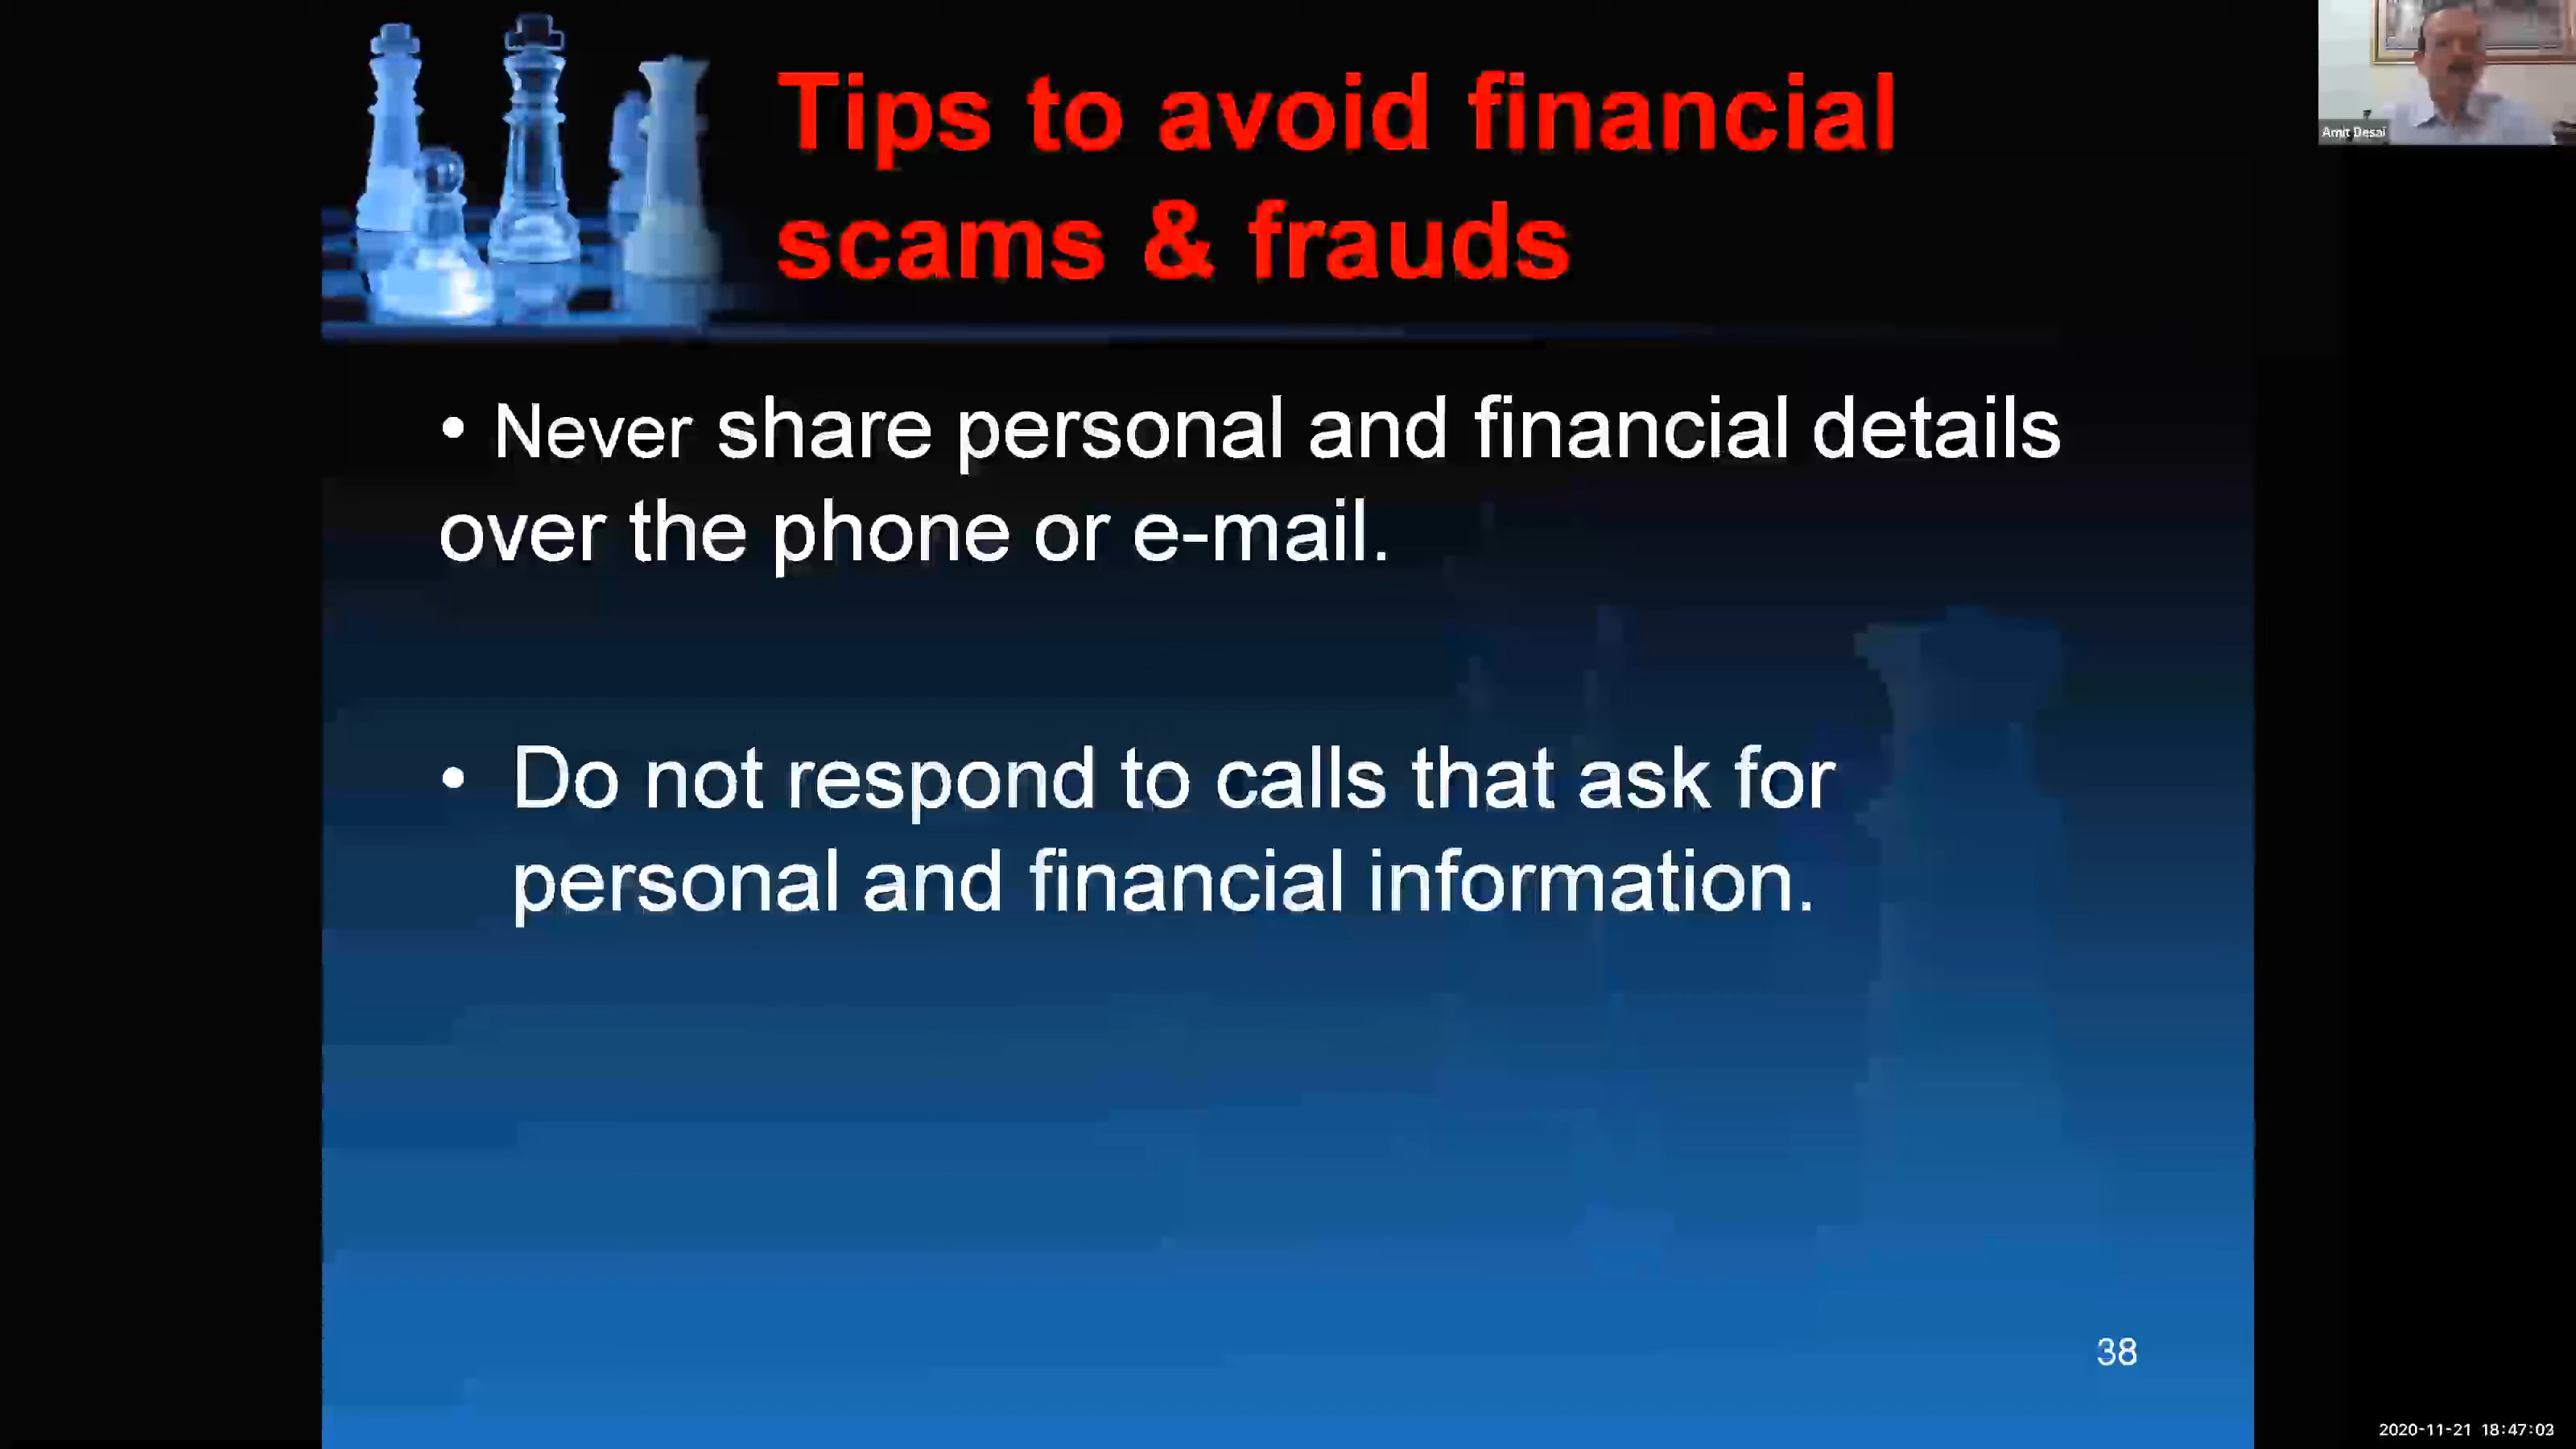 Tips to avoid financial
scams & frauds
Amit Desai
• Never share personal and financial details
over the phone or e-mail.
• Do not respond to calls that ask for
personal and financial information.
38
2020-11-21 18:47:03